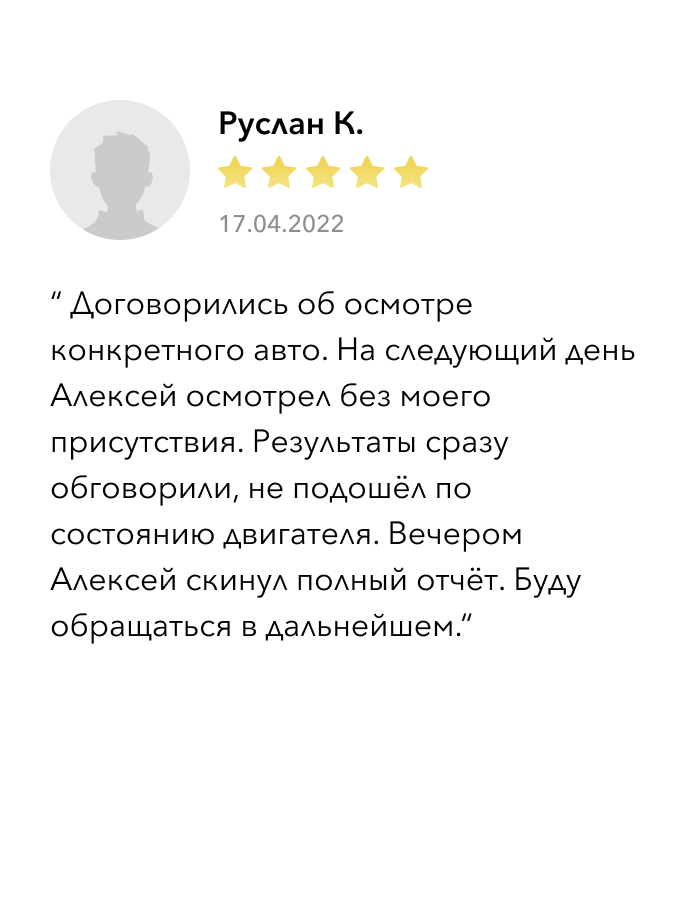 Руслан К.
17.04.2022
“ Договорились об осмотре
конкретного авто. На следующий день
Алексей осмотрел без моего
присутствия. Результаты сразу
обговорили, не подошёл по
состоянию двигателя. Вечером
Алексей скинул полный отчёт. Буду
обращаться в дальнейшем.“